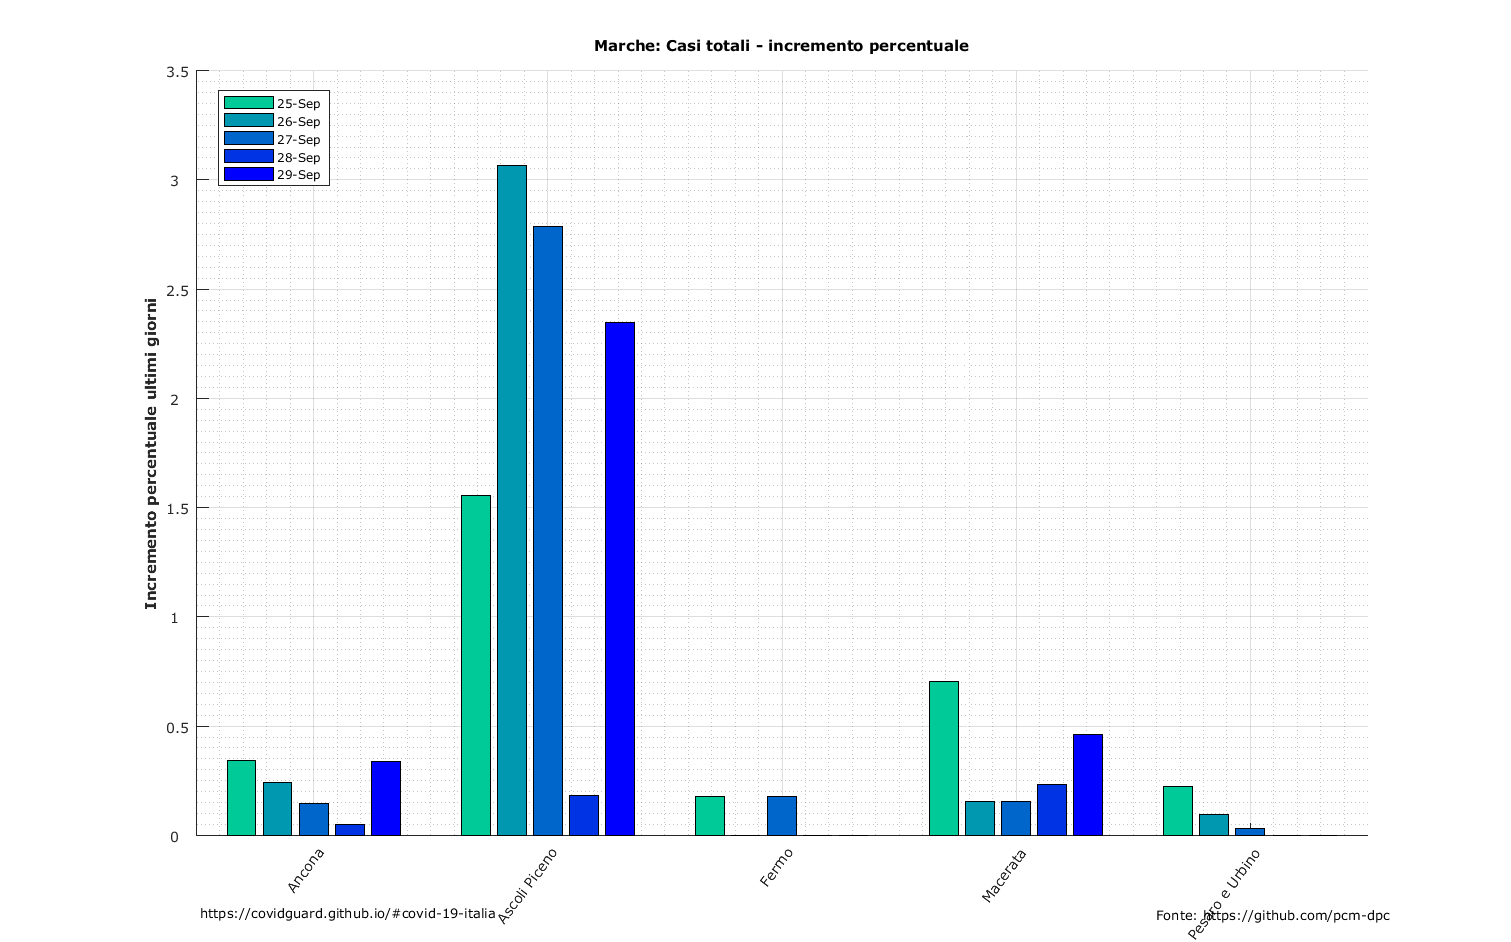 Marche: Casi totali - incremento percentuale
3.5
3
2.5
2
1.5
1
0.5
0
Incremento percentuale ultimi giorni
25-Sep
26-Sep
27-Sep
28-Sep
29-Sep
Ancona
Ascoli Piceno
Fermo
Macerata
Pesaro e Urbino
https://covidguard.github.io/#covid-19-italia
Fonte: https://github.com/pcm-dpc